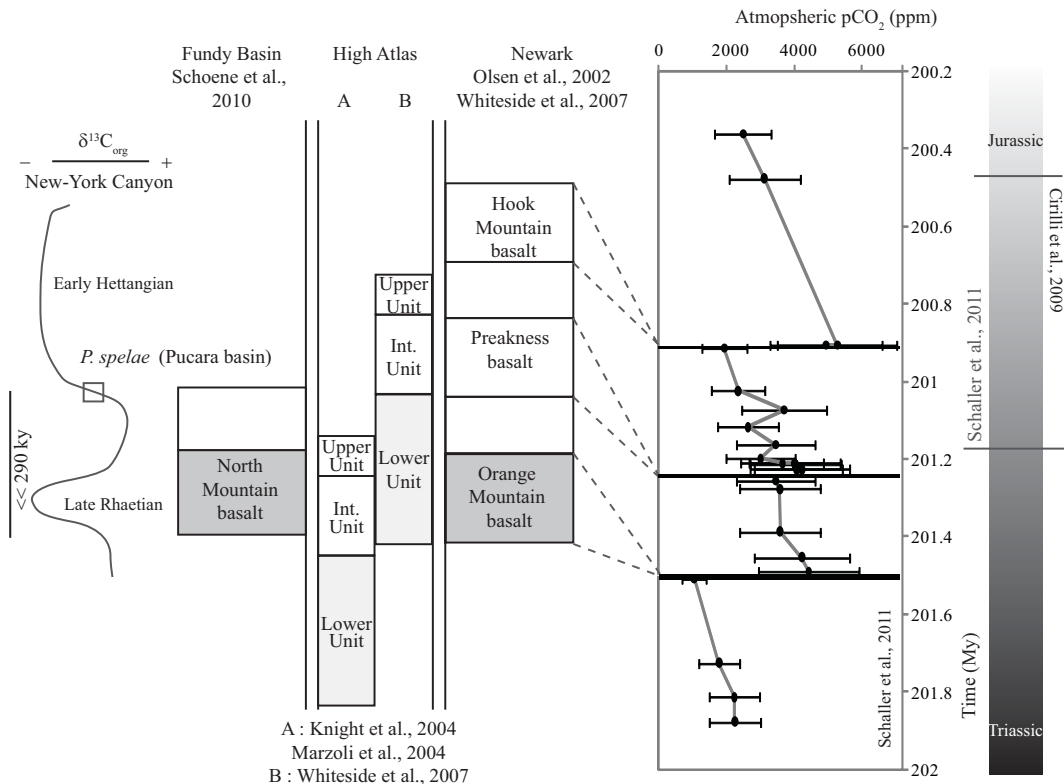 Atmopsheric pCO₂ (ppm)
0 2000 4000 6000
Fundy Basin
Schoene et al.,
2010
High Atlas
A B
Newark
Olsen et al., 2002
Whiteside et al., 2007
δ¹³Corg
− +
New-York Canyon
Early Hettangian
P. spelae (Pucara basin)
<< 290 ky
Late Rhaetian
North
Mountain
basalt
Upper
Unit
Int.
Unit
Lower
Unit
Upper
Unit
Int.
Unit
Lower
Unit
Hook
Mountain
basalt
Preakness
basalt
Orange
Mountain
basalt
A : Knight et al., 2004
Marzoli et al., 2004
B : Whiteside et al., 2007
200.2
200.4
200.6
200.8
201
201.2
201.4
201.6
201.8
202
Schaller et al., 2011
Time (My)
Schaller et al., 2011
Cirilli et al., 2009
Jurassic
Triassic